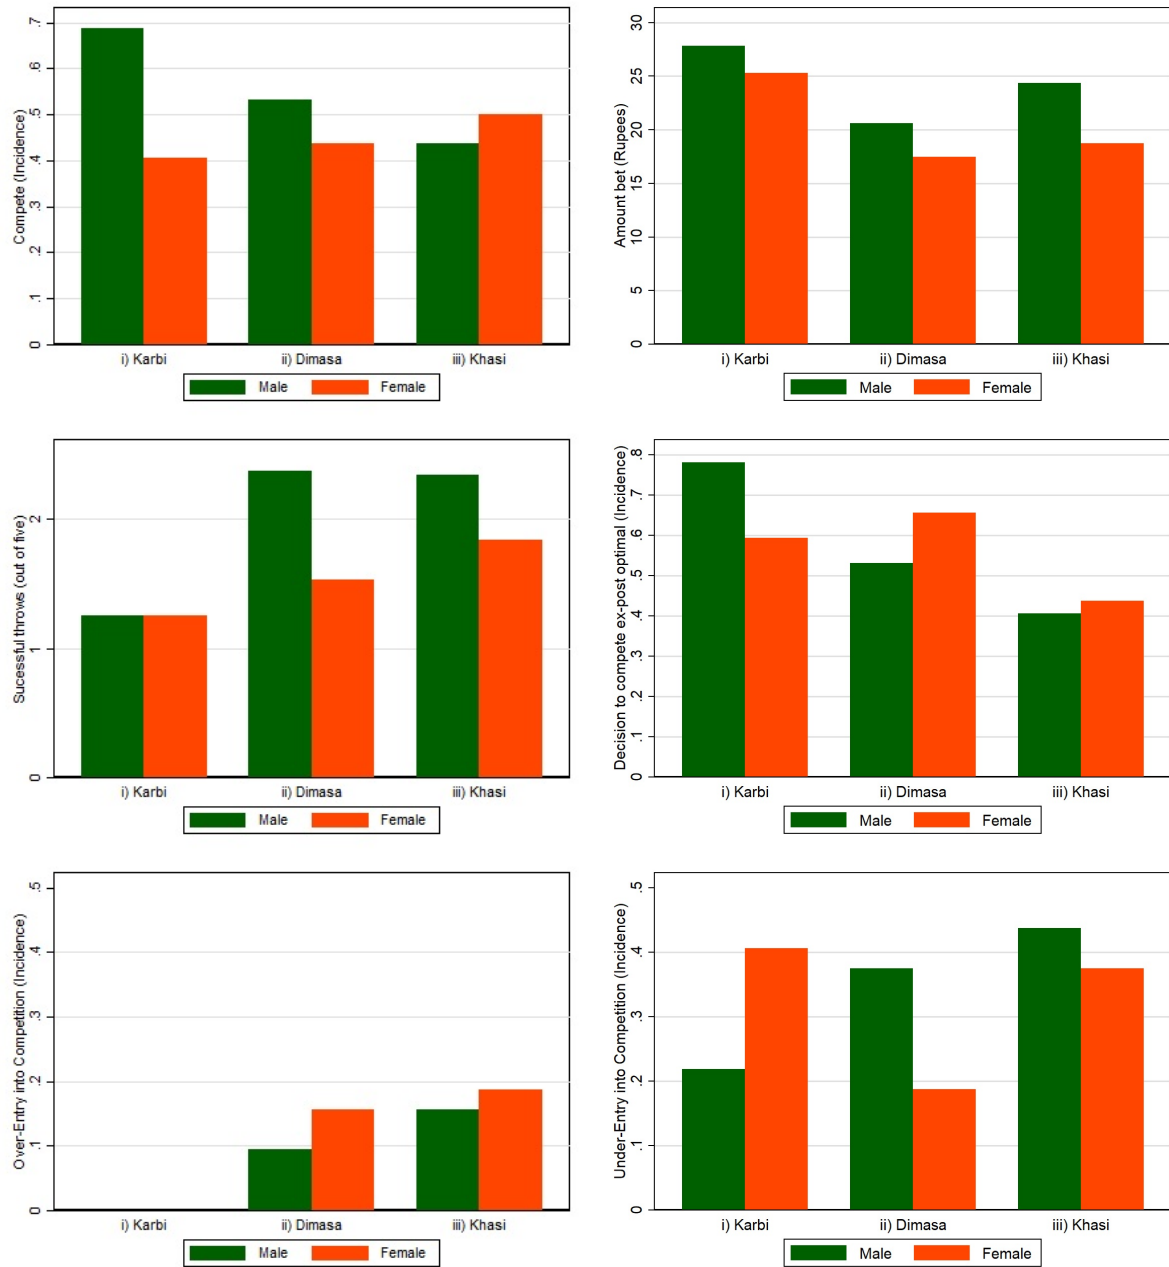 Compete (Incidence)
.7
.6
.5
.4
.3
.2
.1
0
i) Karbi ii) Dimasa iii) Khasi
Male Female
Amount bet (Rupees)
30
25
20
15
10
5
0
i) Karbi ii) Dimasa iii) Khasi
Male Female
Sucessful throws (out of five)
2
1
0
i) Karbi ii) Dimasa iii) Khasi
Male Female
Decision to compete ex-post optimal (Incidence)
.8
.7
.6
.5
.4
.3
.2
.1
0
i) Karbi ii) Dimasa iii) Khasi
Male Female
Over-Entry into Competition (Incidence)
.5
.4
.3
.2
.1
0
i) Karbi ii) Dimasa iii) Khasi
Male Female
Under-Entry into Competition (Incidence)
.5
.4
.3
.2
.1
0
i) Karbi ii) Dimasa iii) Khasi
Male Female